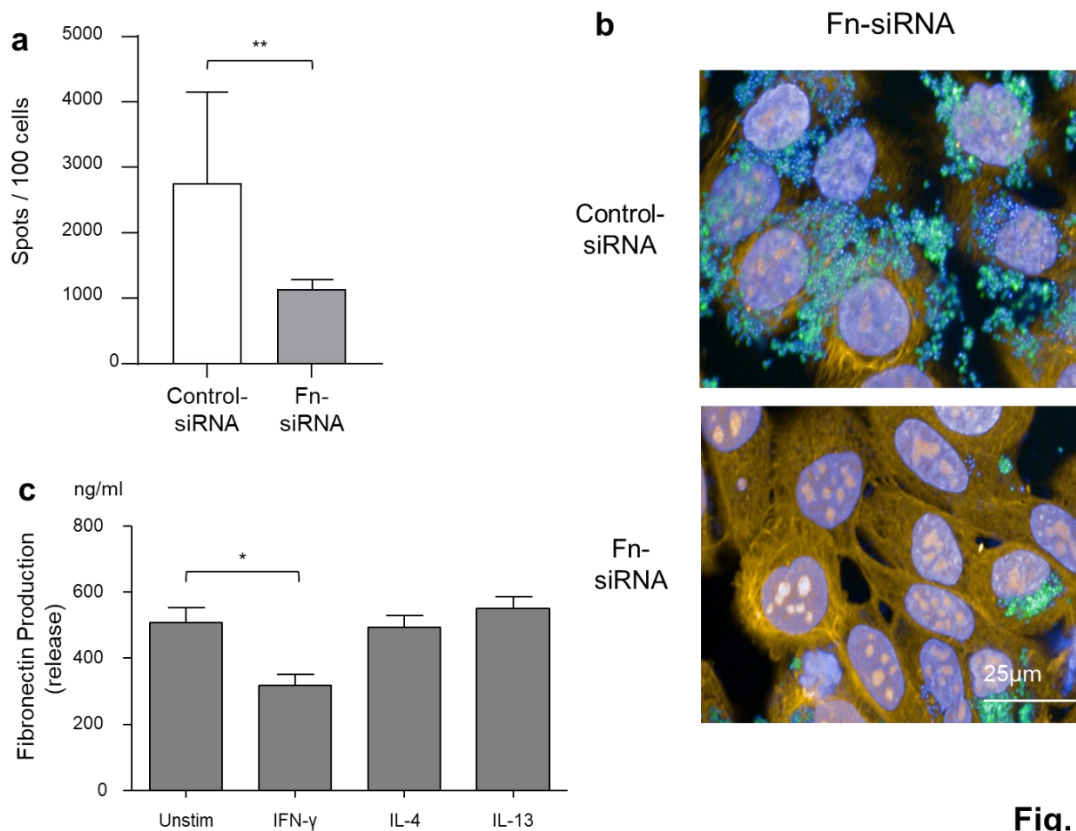 a
5000
4000
3000
2000
1000
0
Spots / 100 cells
**
Control-
siRNA
Fn-
siRNA
b
Fn-siRNA
Control-
siRNA
Fn-
siRNA
25µm
c
ng/ml
800
600
400
200
0
Fibronectin Production
(release)
*
Unstim
IFN-γ
IL-4
IL-13
Fig.